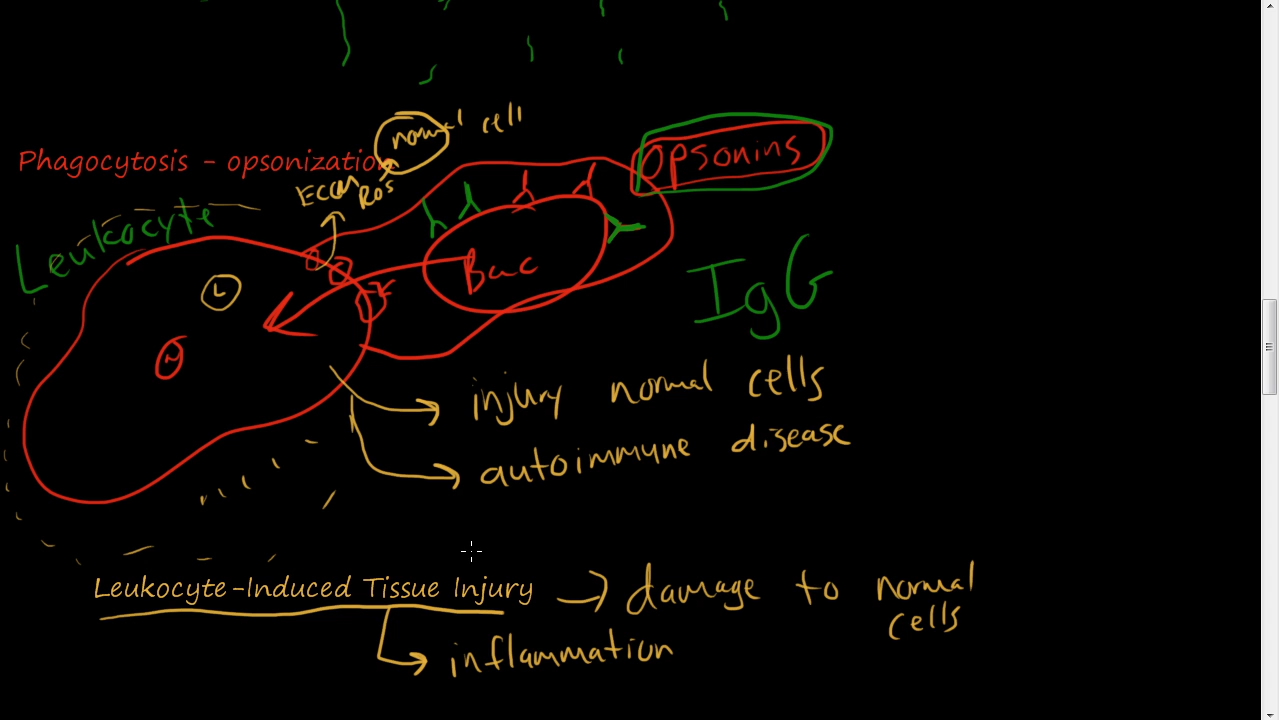 normal cell
Opsonins
Phagocytosis - opsonization
ECM ROS
Leukocyte
Bac
L
IgG
N
injury normal cells
autoimmune disease
Leukocyte-Induced Tissue Injury → damage to normal
cells
inflammation